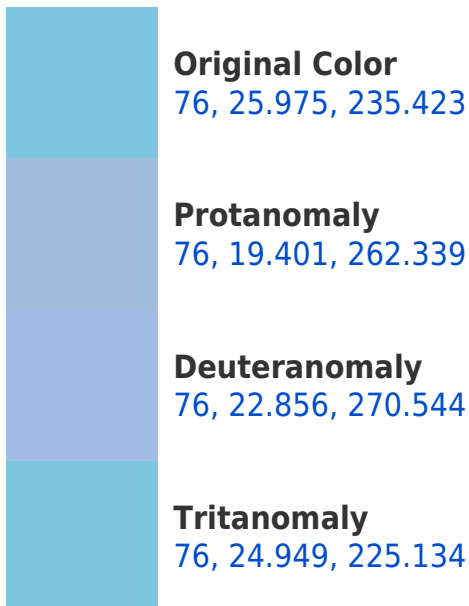 Original Color
76, 25.975, 235.423
Protanomaly
76, 19.401, 262.339
Deuteranomaly
76, 22.856, 270.544
Tritanomaly
76, 24.949, 225.134